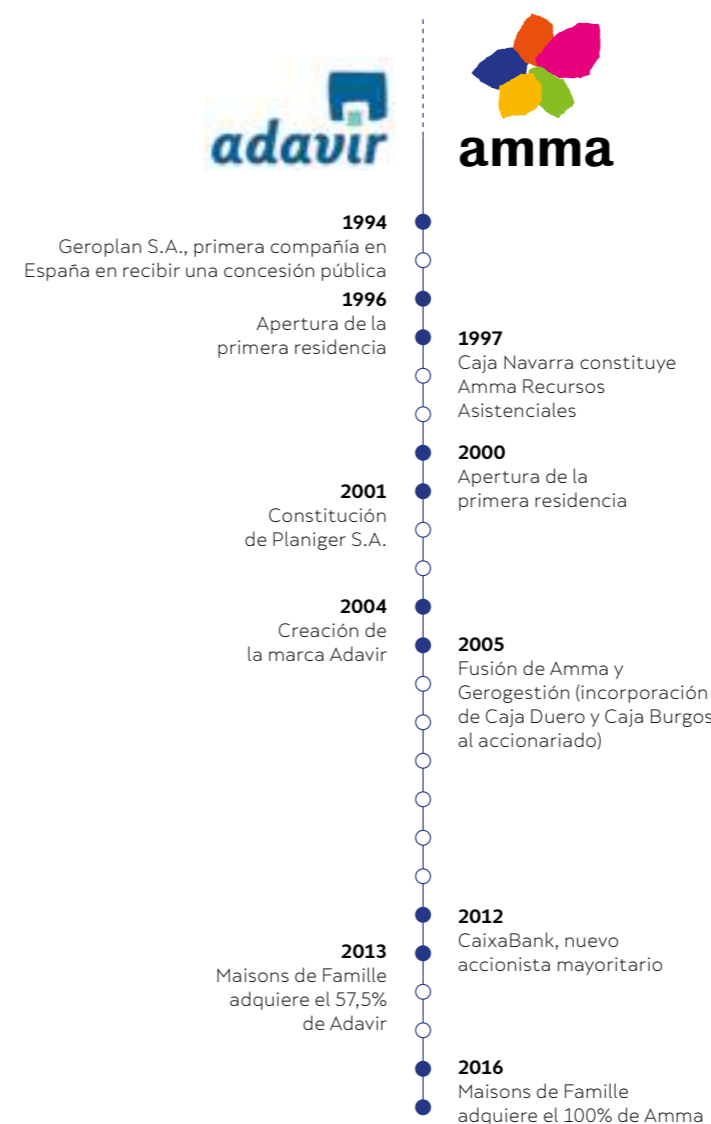 adavir
amma
1994
Geroplan S.A., primera compañía en
España en recibir una concesión pública
1996
Apertura de la
primera residencia
1997
Caja Navarra constituye
Amma Recursos
Asistenciales
2000
Apertura de la
primera residencia
2001
Constitución
de Planiger S.A.
2004
Creación de
la marca Adavir
2005
Fusión de Amma y
Gerogestión (incorporación
de Caja Duero y Caja Burgos
al accionariado)
2012
CaixaBank, nuevo
accionista mayoritario
2013
Maisons de Famille
adquiere el 57,5%
de Adavir
2016
Maisons de Famille
adquiere el 100% de Amma